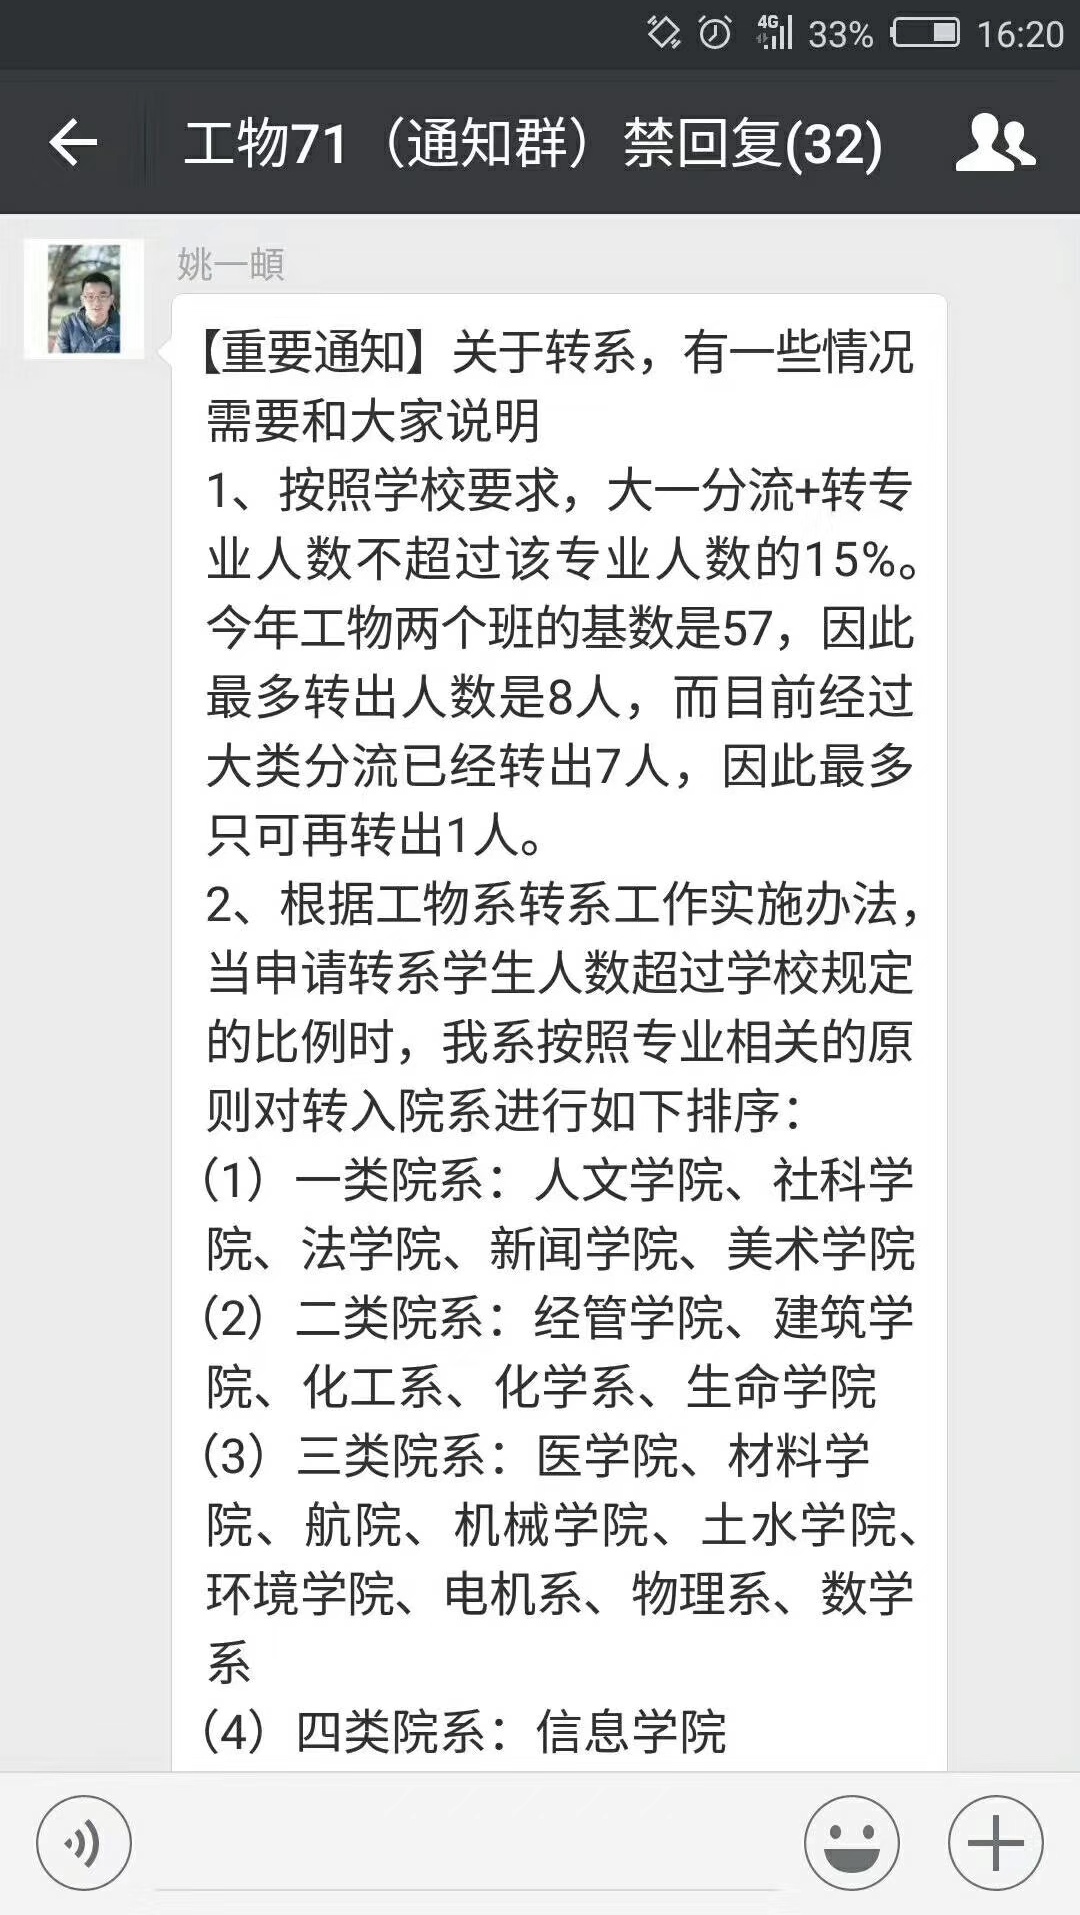 4G 33% 16:20
工物71（通知群）禁回复(32)
姚一頔
【重要通知】关于转系，有一些情况
需要和大家说明
1、按照学校要求，大一分流+转专
业人数不超过该专业人数的15%。
今年工物两个班的基数是57，因此
最多转出人数是8人，而目前经过
大类分流已经转出7人，因此最多
只可再转出1人。
2、根据工物系转系工作实施办法，
当申请转系学生人数超过学校规定
的比例时，我系按照专业相关的原
则对转入院系进行如下排序：
（1）一类院系：人文学院、社科学
院、法学院、新闻学院、美术学院
（2）二类院系：经管学院、建筑学
院、化工系、化学系、生命学院
（3）三类院系：医学院、材料学
院、航院、机械学院、土水学院、
环境学院、电机系、物理系、数学
系
（4）四类院系：信息学院